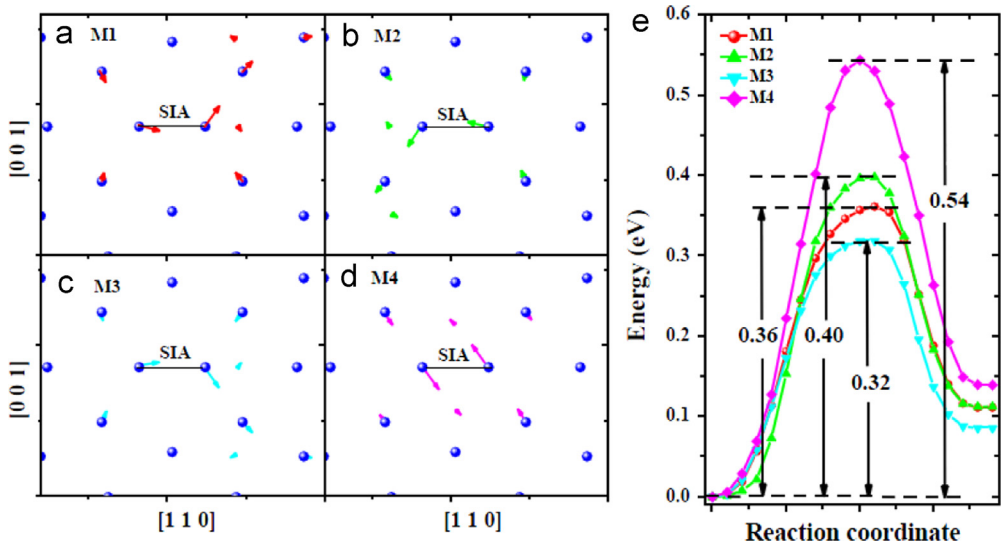 a M1
SIA
b M2
SIA
c M3
SIA
d M4
SIA
[0 0 1]
[0 0 1]
[1 1 0]
[1 1 0]
e
M1
M2
M3
M4
0.6
0.5
0.4
0.3
0.2
0.1
0.0
Energy (eV)
0.36
0.40
0.32
0.54
Reaction coordinate